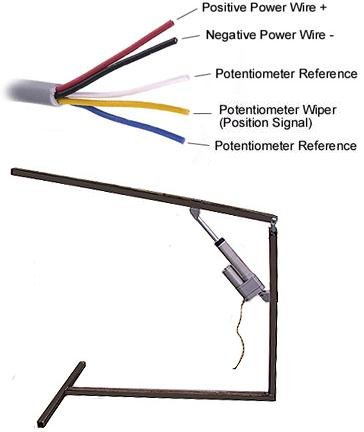 Positive Power Wire +
Negative Power Wire -
Potentiometer Reference
Potentiometer Wiper
(Position Signal)
Potentiometer Reference